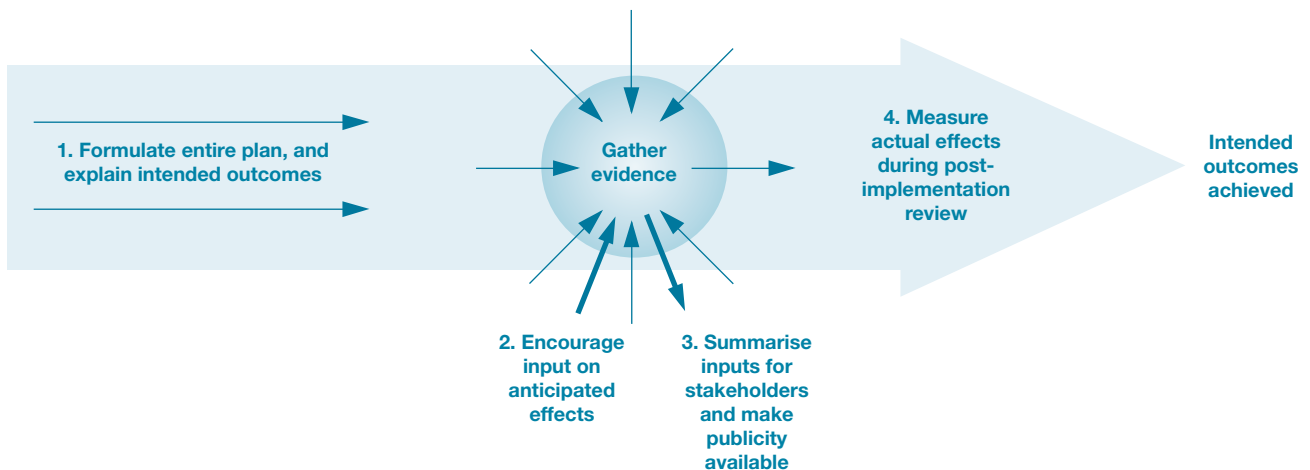 1. Formulate entire plan, and
explain intended outcomes
Gather
evidence
2. Encourage
input on
anticipated
effects
3. Summarise
inputs for
stakeholders
and make
publicity
available
4. Measure
actual effects
during post-
implementation
review
Intended
outcomes
achieved